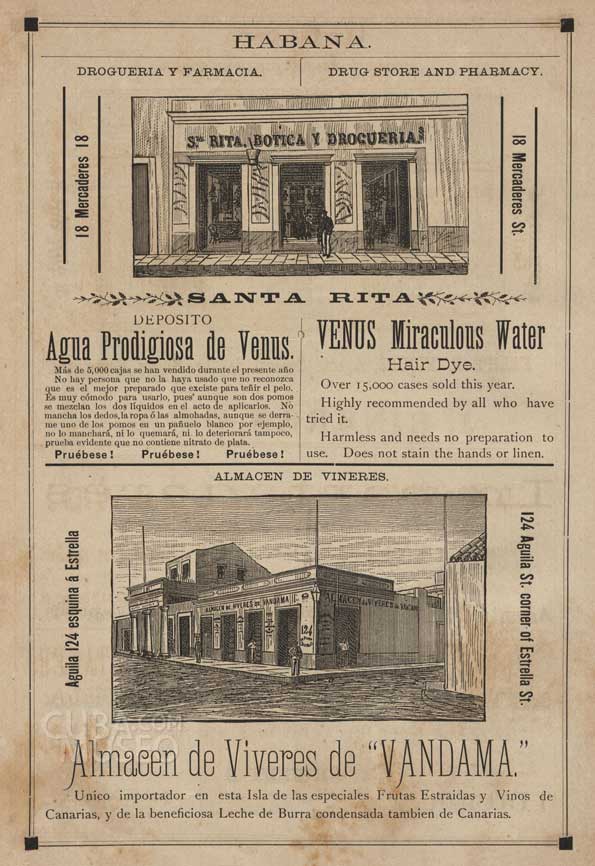 HABANA.
DROGUERIA Y FARMACIA.
DRUG STORE AND PHARMACY.
18 Mercaderes 18
STA. RITA. BOTICA Y DROGUERIA.
18 Mercaderes St.
SANTA RITA
DEPOSITO
Agua Prodigiosa de Venus.
Más de 5,000 cajas se han vendido durante el presente año
No hay persona que no la haya usado que no reconozca
que es el mejor preparado que exciste para teñir el pelo.
Es muy cómodo para usarlo, pues' aunque son dos pomos
se mezclan los dos líquidos en el acto de aplicarlos. No
mancha los dedos, la ropa ó las almohadas, aunque se derra-
me uno de los pomos en un pañuelo blanco por ejemplo,
no lo manchará, ni lo quemará, ni lo deteriorará tampoco,
prueba evidente que no contiene nitrato de plata.
Pruébese! Pruébese! Pruébese!
VENUS Miraculous Water
Hair Dye.
Over 15,000 cases sold this year.
Highly recommended by all who have
tried it.
Harmless and needs no preparation to
use. Does not stain the hands or linen.
ALMACEN DE VINERES.
Aguila 124 esquina á Estrella
ALMACEN DE VIVERES DE VANDAMA
124
ALMACEN DE VIVERES DE
124 Aguila St. corner of Estrella St.
CUBA.COM
Almacen de Viveres de "VANDAMA."
Unico importador en esta Isla de las especiales Frutas Estraidas y Vinos de
Canarias, y de la beneficiosa Leche de Burra condensada tambien de Canarias.